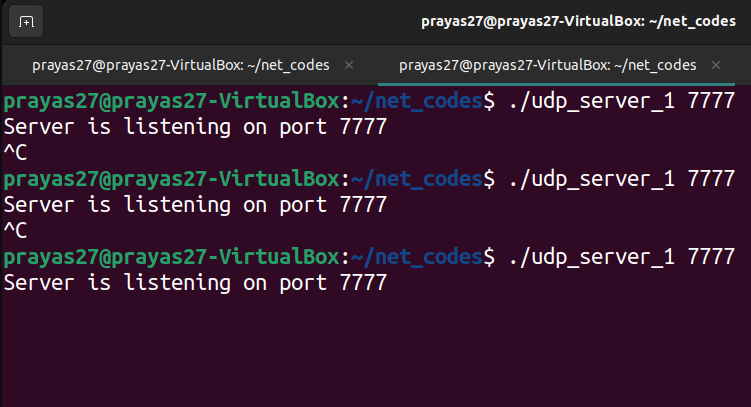 prayas27@prayas27-VirtualBox: ~/net_codes
prayas27@prayas27-VirtualBox: ~/net_codes × prayas27@prayas27-VirtualBox: ~/net_codes ×
prayas27@prayas27-VirtualBox:~/net_codes$ ./udp_server_1 7777
Server is listening on port 7777
^C
prayas27@prayas27-VirtualBox:~/net_codes$ ./udp_server_1 7777
Server is listening on port 7777
^C
prayas27@prayas27-VirtualBox:~/net_codes$ ./udp_server_1 7777
Server is listening on port 7777